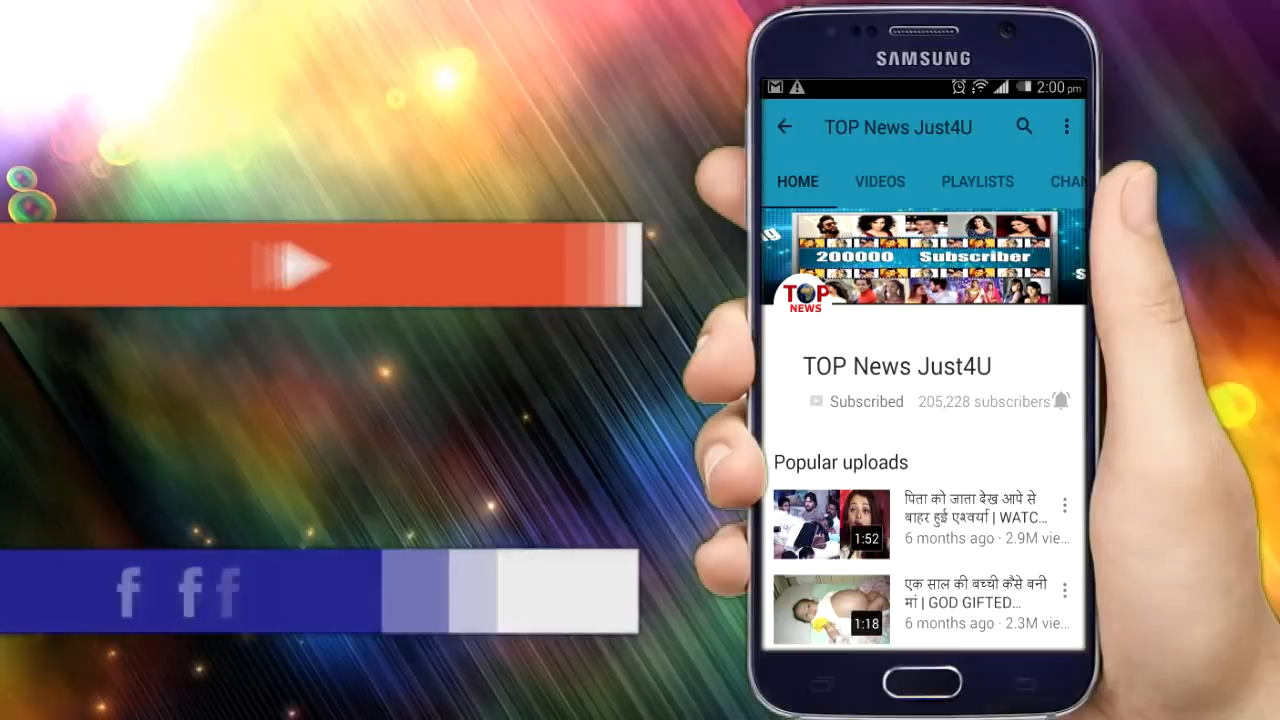 SAMSUNG
2:00 pm
TOP News Just4U
HOME VIDEOS PLAYLISTS CHAN
200000 Subscriber
TOP
NEWS
TOP News Just4U
Subscribed 205,228 subscribers
Popular uploads
पिता को जाता देख आपे से
बाहर हुई एश्वर्या | WATC...
1:52
6 months ago · 2.9M vie...
एक साल की बच्ची कैसे बनी
मां | GOD GIFTED...
1:18
6 months ago · 2.3M vie...
f f f